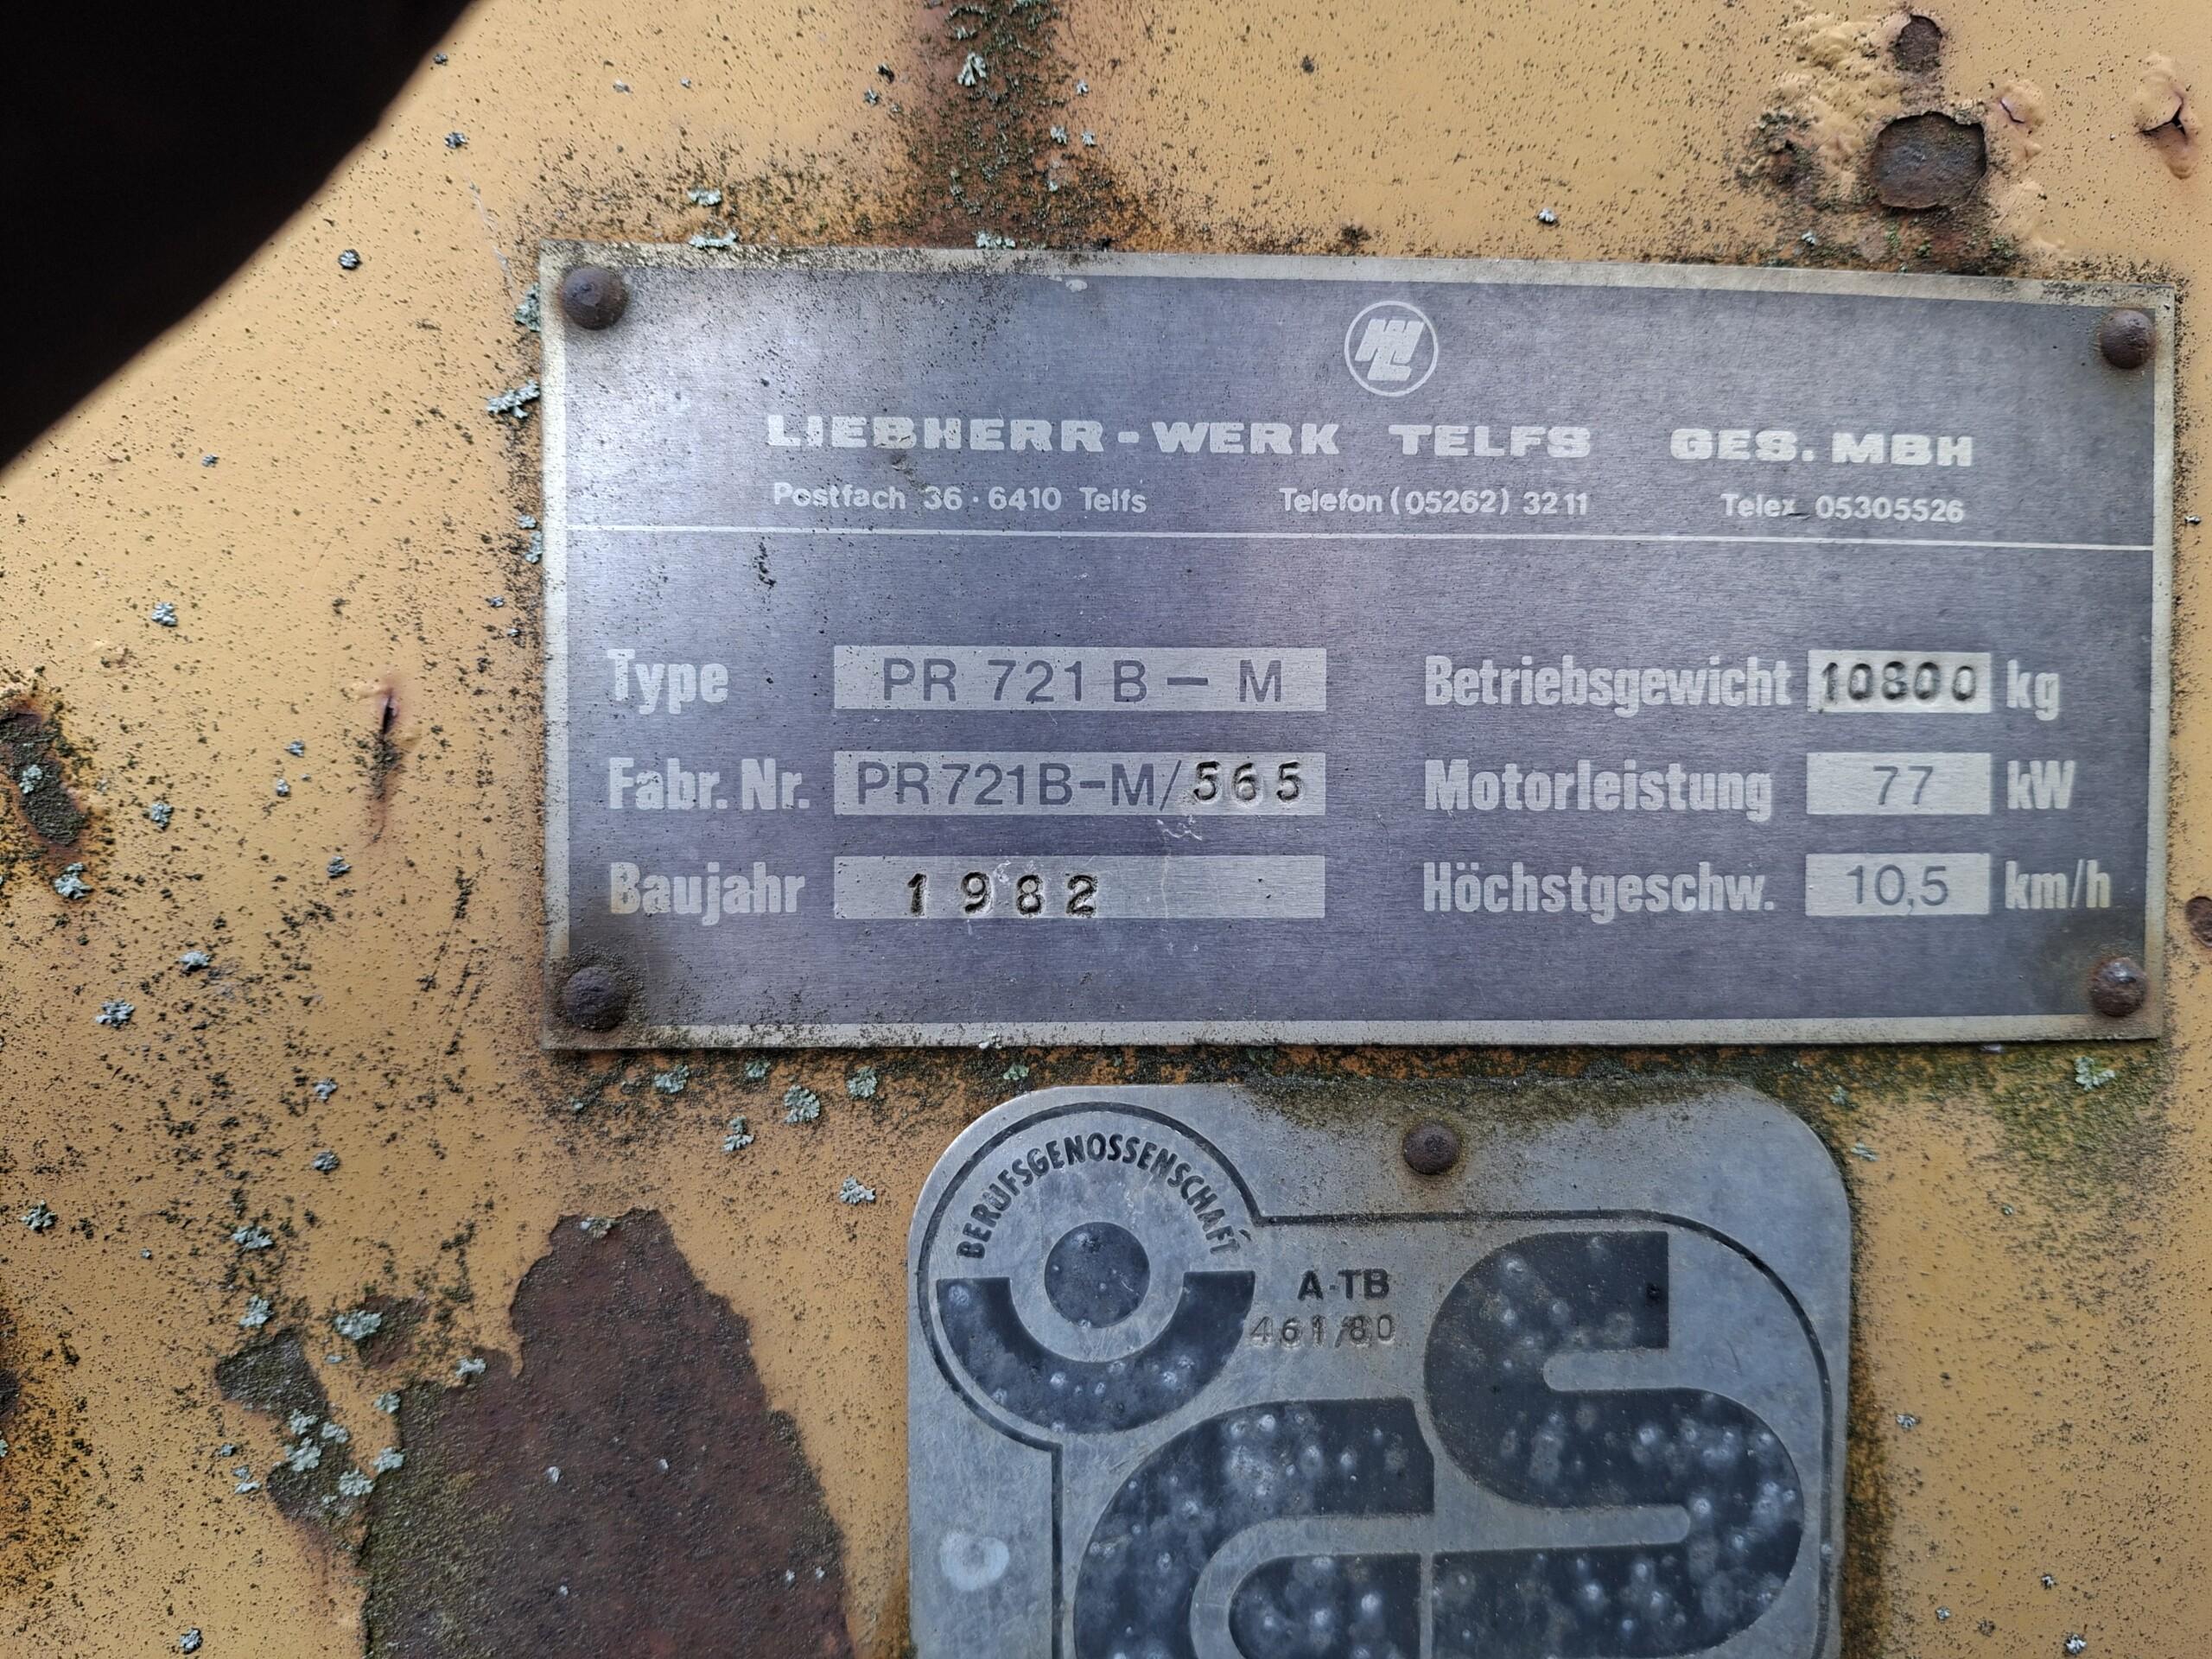 LIEBHERR-WERK TELFS GES. MBH
Postfach 36 · 6410 Telfs Telefon (05262) 3211 Telex 05305526
Type PR 721 B - M Betriebsgewicht 10800 kg
Fabr. Nr. PR 721 B-M/565 Motorleistung 77 kW
Baujahr 1982 Höchstgeschw. 10,5 km/h
BERUFSGENOSSENSCHAFT
A-TB
461/80
GS